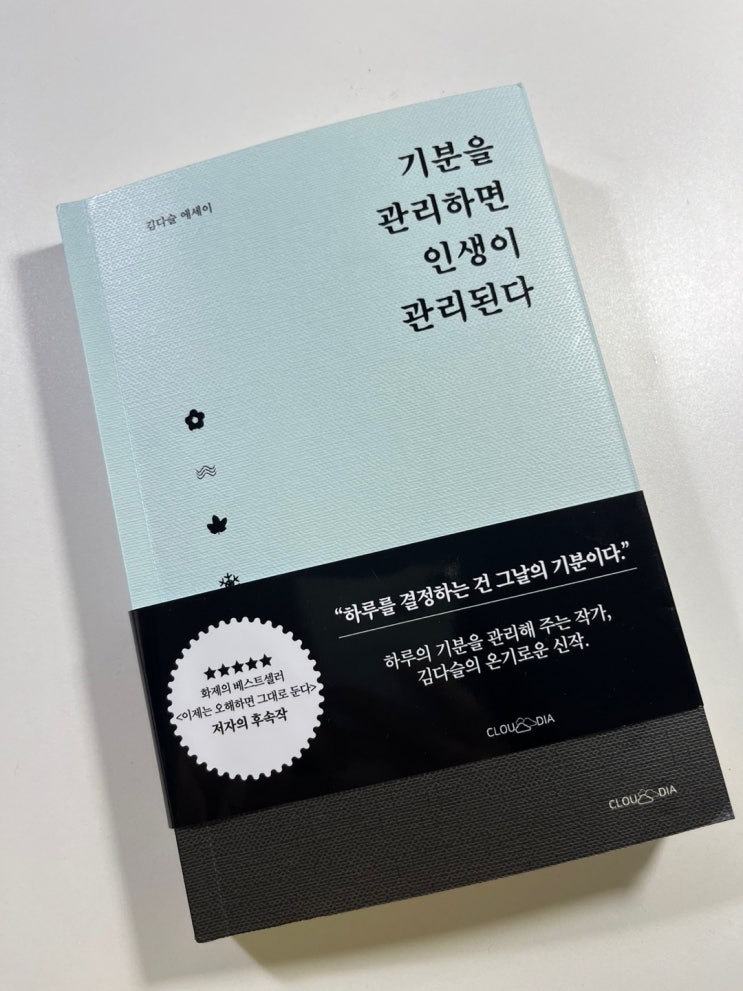 김다슬 에세이
기분을
관리하면
인생이
관리된다
“하루를 결정하는 건 그날의 기분이다.”
하루의 기분을 관리해 주는 작가,
김다슬의 온기로운 신작.
★★★★★
화제의 베스트셀러
<이제는 오해하면 그대로 둔다>
저자의 후속작
CLOUDIA
CLOUDIA